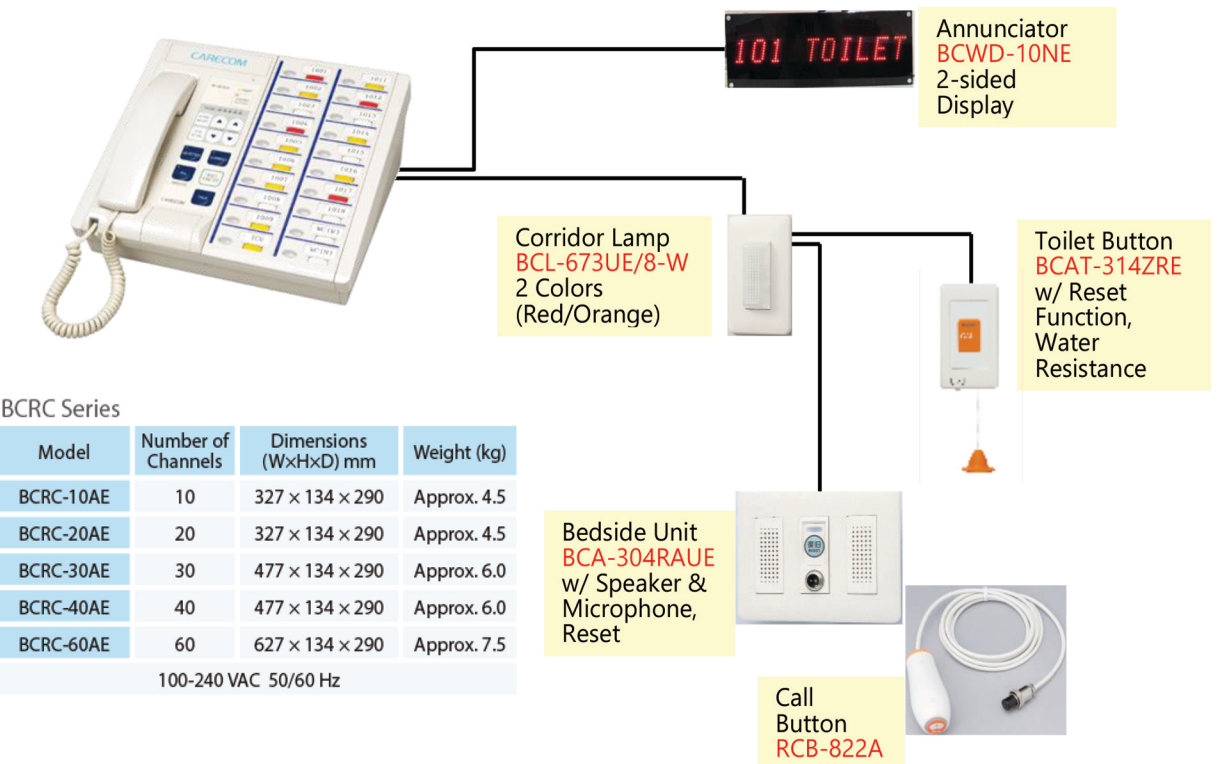 CARECOM
101 TOILET
Annunciator
BCWD-10NE
2-sided
Display
Corridor Lamp
BCL-673UE/8-W
2 Colors
(Red/Orange)
Toilet Button
BCAT-314ZRE
w/ Reset
Function,
Water
Resistance
BCRC Series
Model Number of Channels Dimensions (W×H×D) mm Weight (kg)
BCRC-10AE 10 327 × 134 × 290 Approx. 4.5
BCRC-20AE 20 327 × 134 × 290 Approx. 4.5
BCRC-30AE 30 477 × 134 × 290 Approx. 6.0
BCRC-40AE 40 477 × 134 × 290 Approx. 6.0
BCRC-60AE 60 627 × 134 × 290 Approx. 7.5
100-240 VAC 50/60 Hz
Bedside Unit
BCA-304RAUE
w/ Speaker &
Microphone,
Reset
Call
Button
RCB-822A